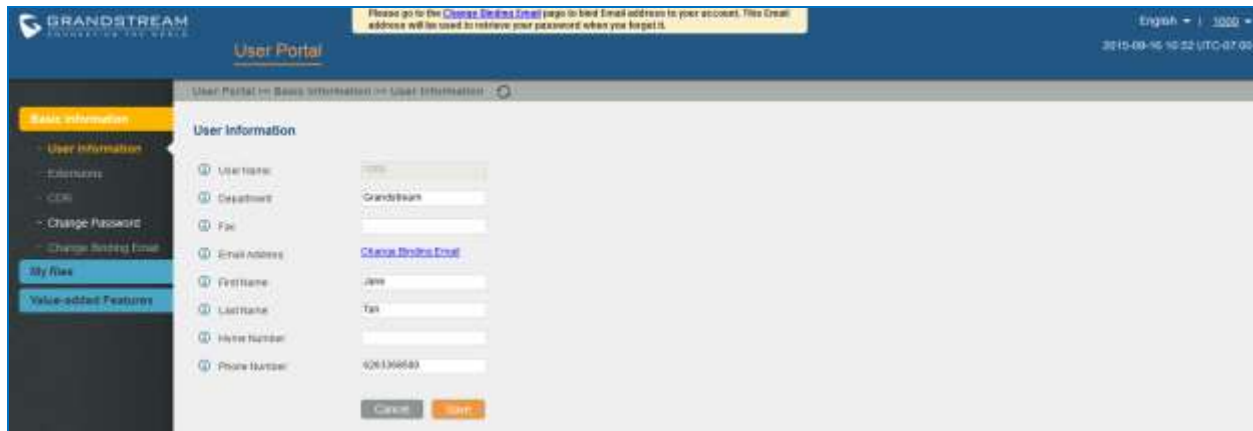 GRANDSTREAM
CONNECTING THE WORLD
Please go to the Change Binding Email page to bind Email address to your account. This Email
address will be used to retrieve your password when you forget it.
English | 1000
User Portal
2015-09-16 10:52 UTC-07:00
User Portal >> Basic Information >> User Information
Basic Information
User Information
Extensions
CDR
Change Password
Change Binding Email
My files
Value-added Features
User Information
User Name:
1000
Department:
Grandstream
Fax:
Email Address:
Change Binding Email
First Name:
Jane
Last Name:
Tan
Home Number:
Phone Number:
Cancel
Save